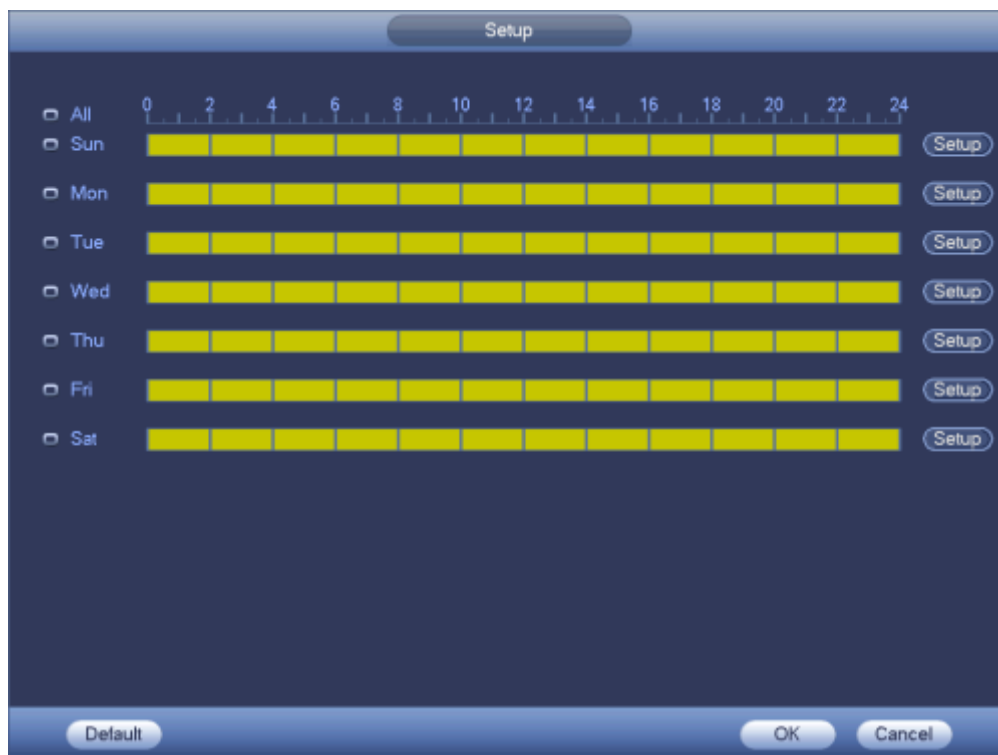 Setup
All 0 2 4 6 8 10 12 14 16 18 20 22 24
Sun Setup
Mon Setup
Tue Setup
Wed Setup
Thu Setup
Fri Setup
Sat Setup
Default OK Cancel